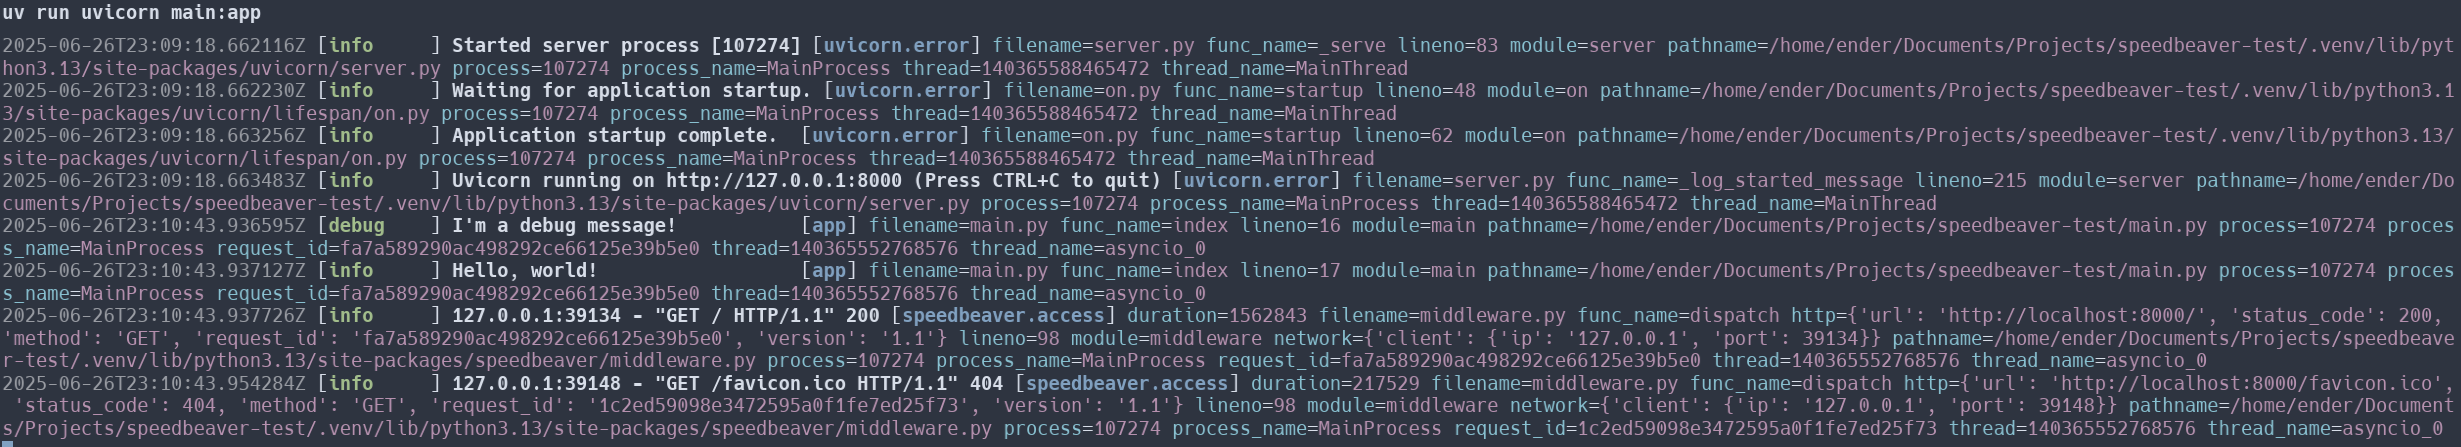 uv run uvicorn main:app
2025-06-26T23:09:18.662116Z [info     ] Started server process [107274] [uvicorn.error] filename=server.py func_name=_serve lineno=83 module=server pathname=/home/ender/Documents/Projects/speedbeaver-test/.venv/lib/pyt
hon3.13/site-packages/uvicorn/server.py process=107274 process_name=MainProcess thread=140365588465472 thread_name=MainThread
2025-06-26T23:09:18.662230Z [info     ] Waiting for application startup. [uvicorn.error] filename=on.py func_name=startup lineno=48 module=on pathname=/home/ender/Documents/Projects/speedbeaver-test/.venv/lib/python3.1
3/site-packages/uvicorn/lifespan/on.py process=107274 process_name=MainProcess thread=140365588465472 thread_name=MainThread
2025-06-26T23:09:18.663256Z [info     ] Application startup complete.  [uvicorn.error] filename=on.py func_name=startup lineno=62 module=on pathname=/home/ender/Documents/Projects/speedbeaver-test/.venv/lib/python3.13/
site-packages/uvicorn/lifespan/on.py process=107274 process_name=MainProcess thread=140365588465472 thread_name=MainThread
2025-06-26T23:09:18.663483Z [info     ] Uvicorn running on http://127.0.0.1:8000 (Press CTRL+C to quit) [uvicorn.error] filename=server.py func_name=_log_started_message lineno=215 module=server pathname=/home/ender/Do
cuments/Projects/speedbeaver-test/.venv/lib/python3.13/site-packages/uvicorn/server.py process=107274 process_name=MainProcess thread=140365588465472 thread_name=MainThread
2025-06-26T23:10:43.936595Z [debug    ] I'm a debug message!           [app] filename=main.py func_name=index lineno=16 module=main pathname=/home/ender/Documents/Projects/speedbeaver-test/main.py process=107274 proces
s_name=MainProcess request_id=fa7a589290ac498292ce66125e39b5e0 thread=140365552768576 thread_name=asyncio_0
2025-06-26T23:10:43.937127Z [info     ] Hello, world!                  [app] filename=main.py func_name=index lineno=17 module=main pathname=/home/ender/Documents/Projects/speedbeaver-test/main.py process=107274 proces
s_name=MainProcess request_id=fa7a589290ac498292ce66125e39b5e0 thread=140365552768576 thread_name=asyncio_0
2025-06-26T23:10:43.937726Z [info     ] 127.0.0.1:39134 - "GET / HTTP/1.1" 200 [speedbeaver.access] duration=1562843 filename=middleware.py func_name=dispatch http={'url': 'http://localhost:8000/', 'status_code': 200,
'method': 'GET', 'request_id': 'fa7a589290ac498292ce66125e39b5e0', 'version': '1.1'} lineno=98 module=middleware network={'client': {'ip': '127.0.0.1', 'port': 39134}} pathname=/home/ender/Documents/Projects/speedbeave
r-test/.venv/lib/python3.13/site-packages/speedbeaver/middleware.py process=107274 process_name=MainProcess request_id=fa7a589290ac498292ce66125e39b5e0 thread=140365552768576 thread_name=asyncio_0
2025-06-26T23:10:43.954284Z [info     ] 127.0.0.1:39148 - "GET /favicon.ico HTTP/1.1" 404 [speedbeaver.access] duration=217529 filename=middleware.py func_name=dispatch http={'url': 'http://localhost:8000/favicon.ico',
 'status_code': 404, 'method': 'GET', 'request_id': '1c2ed59098e3472595a0f1fe7ed25f73', 'version': '1.1'} lineno=98 module=middleware network={'client': {'ip': '127.0.0.1', 'port': 39148}} pathname=/home/ender/Document
s/Projects/speedbeaver-test/.venv/lib/python3.13/site-packages/speedbeaver/middleware.py process=107274 process_name=MainProcess request_id=1c2ed59098e3472595a0f1fe7ed25f73 thread=140365552768576 thread_name=asyncio_0